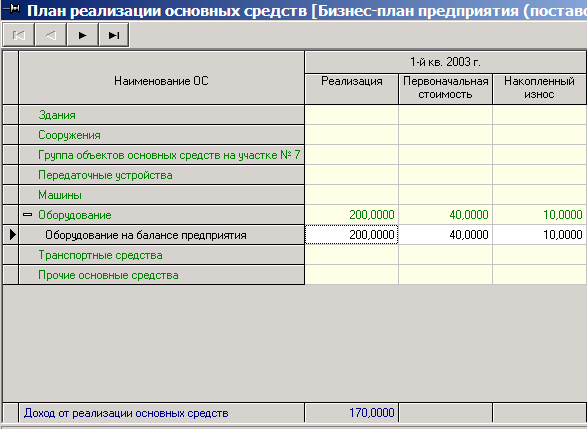 План реализации основных средств [Бизнес-план предприятия (постав
Наименование ОС
1-й кв. 2003 г.
Реализация Первоначальная стоимость Накопленный износ
Здания
Сооружения
Группа объектов основных средств на участке № 7
Передаточные устройства
Машины
Оборудование 200,0000 40,0000 10,0000
Оборудование на балансе предприятия 200,0000 40,0000 10,0000
Транспортные средства
Прочие основные средства
Доход от реализации основных средств 170,0000